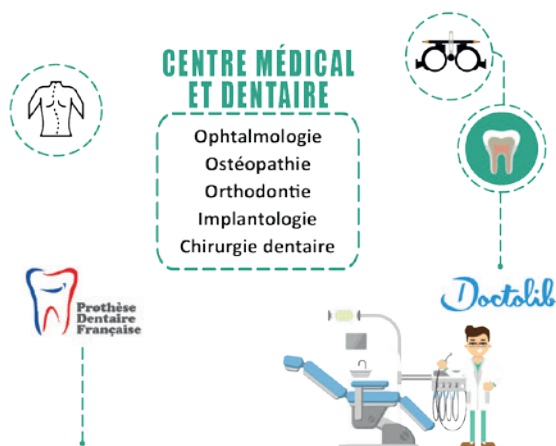 CENTRE MÉDICAL
ET DENTAIRE
Ophtalmologie
Ostéopathie
Orthodontie
Implantologie
Chirurgie dentaire
Prothèse
Dentaire
Française
Doctolib